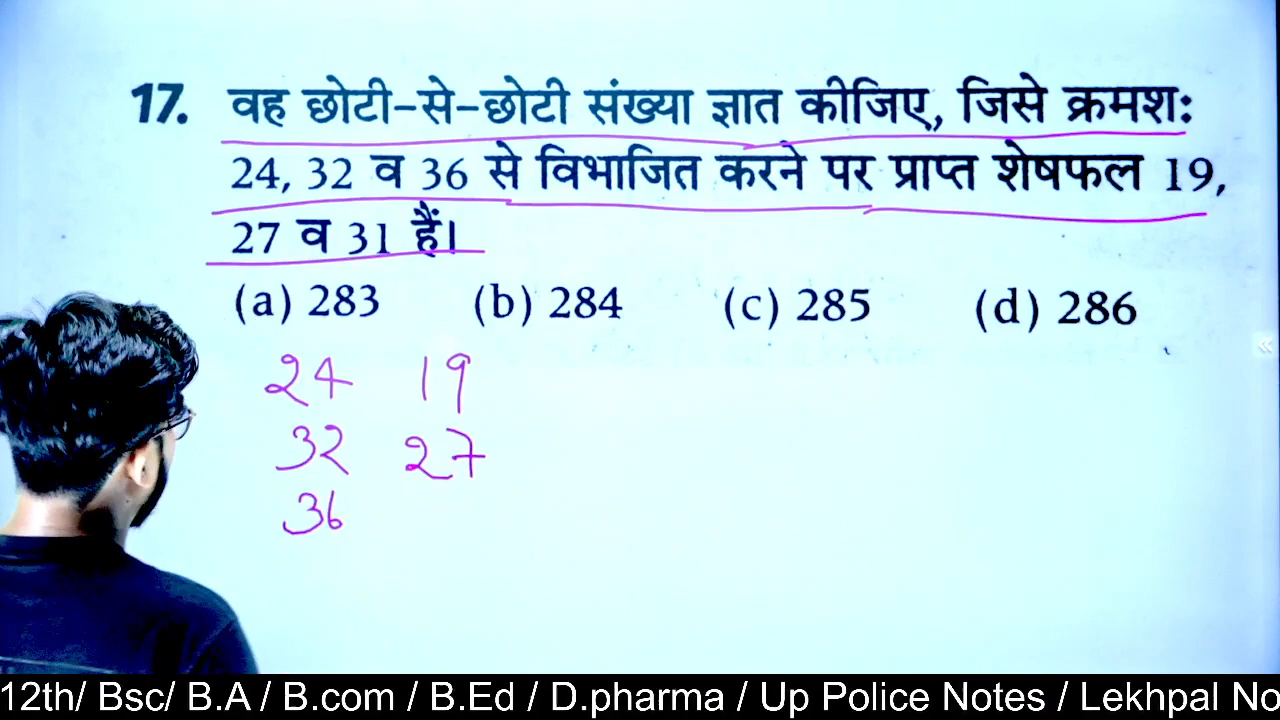 17. वह छोटी-से-छोटी संख्या ज्ञात कीजिए, जिसे क्रमश:
24, 32 व 36 से विभाजित करने पर प्राप्त शेषफल 19,
27 व 31 हैं।
(a) 283 (b) 284 (c) 285 (d) 286
24 19
32 27
36
«
12th/ Bsc/ B.A / B.com / B.Ed / D.pharma / Up Police Notes / Lekhpal No